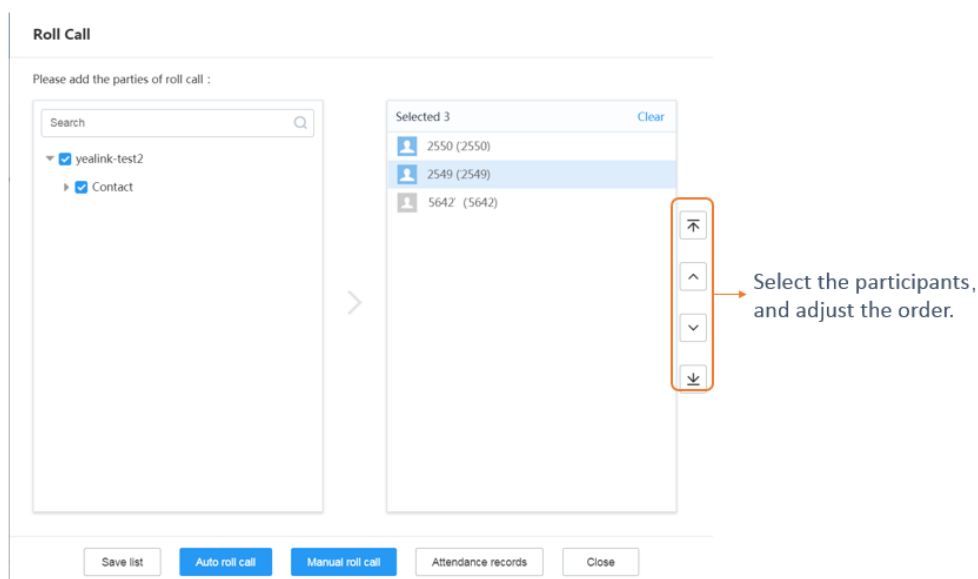 Roll Call
Please add the parties of roll call :
Search
Selected 3
Clear
yealink-test2
Contact
2550 (2550)
2549 (2549)
5642' (5642)
Select the participants,
and adjust the order.
Save list
Auto roll call
Manual roll call
Attendance records
Close